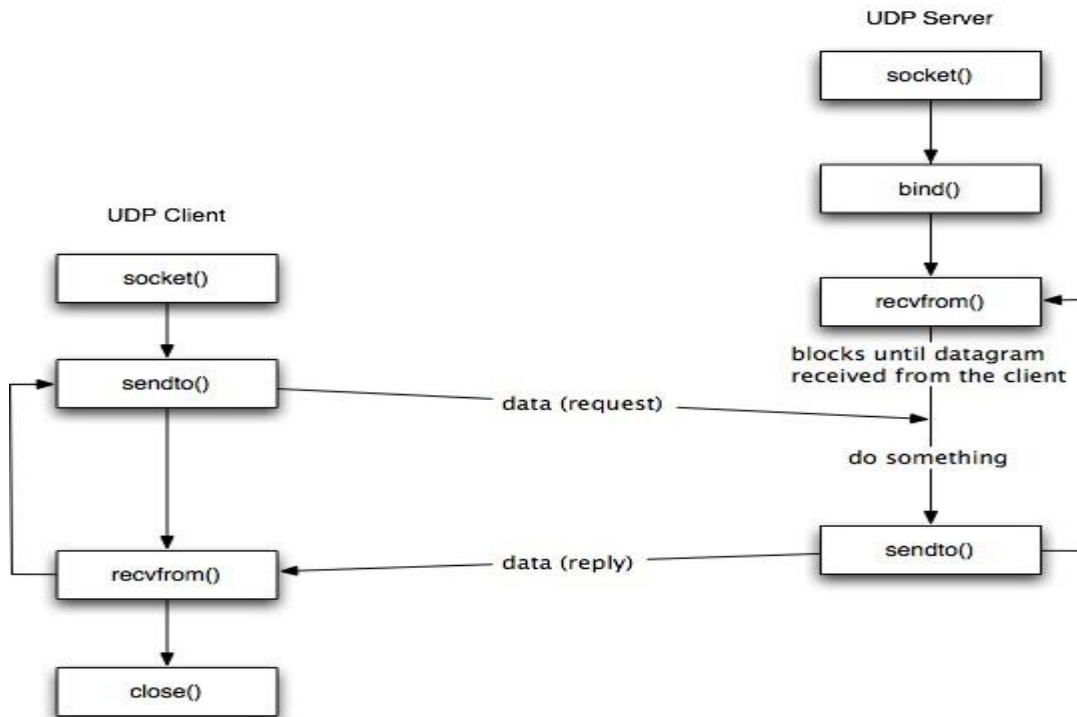 UDP Server
socket()
bind()
UDP Client
socket()
recvfrom()
blocks until datagram
received from the client
sendto()
data (request)
do something
sendto()
data (reply)
recvfrom()
close()